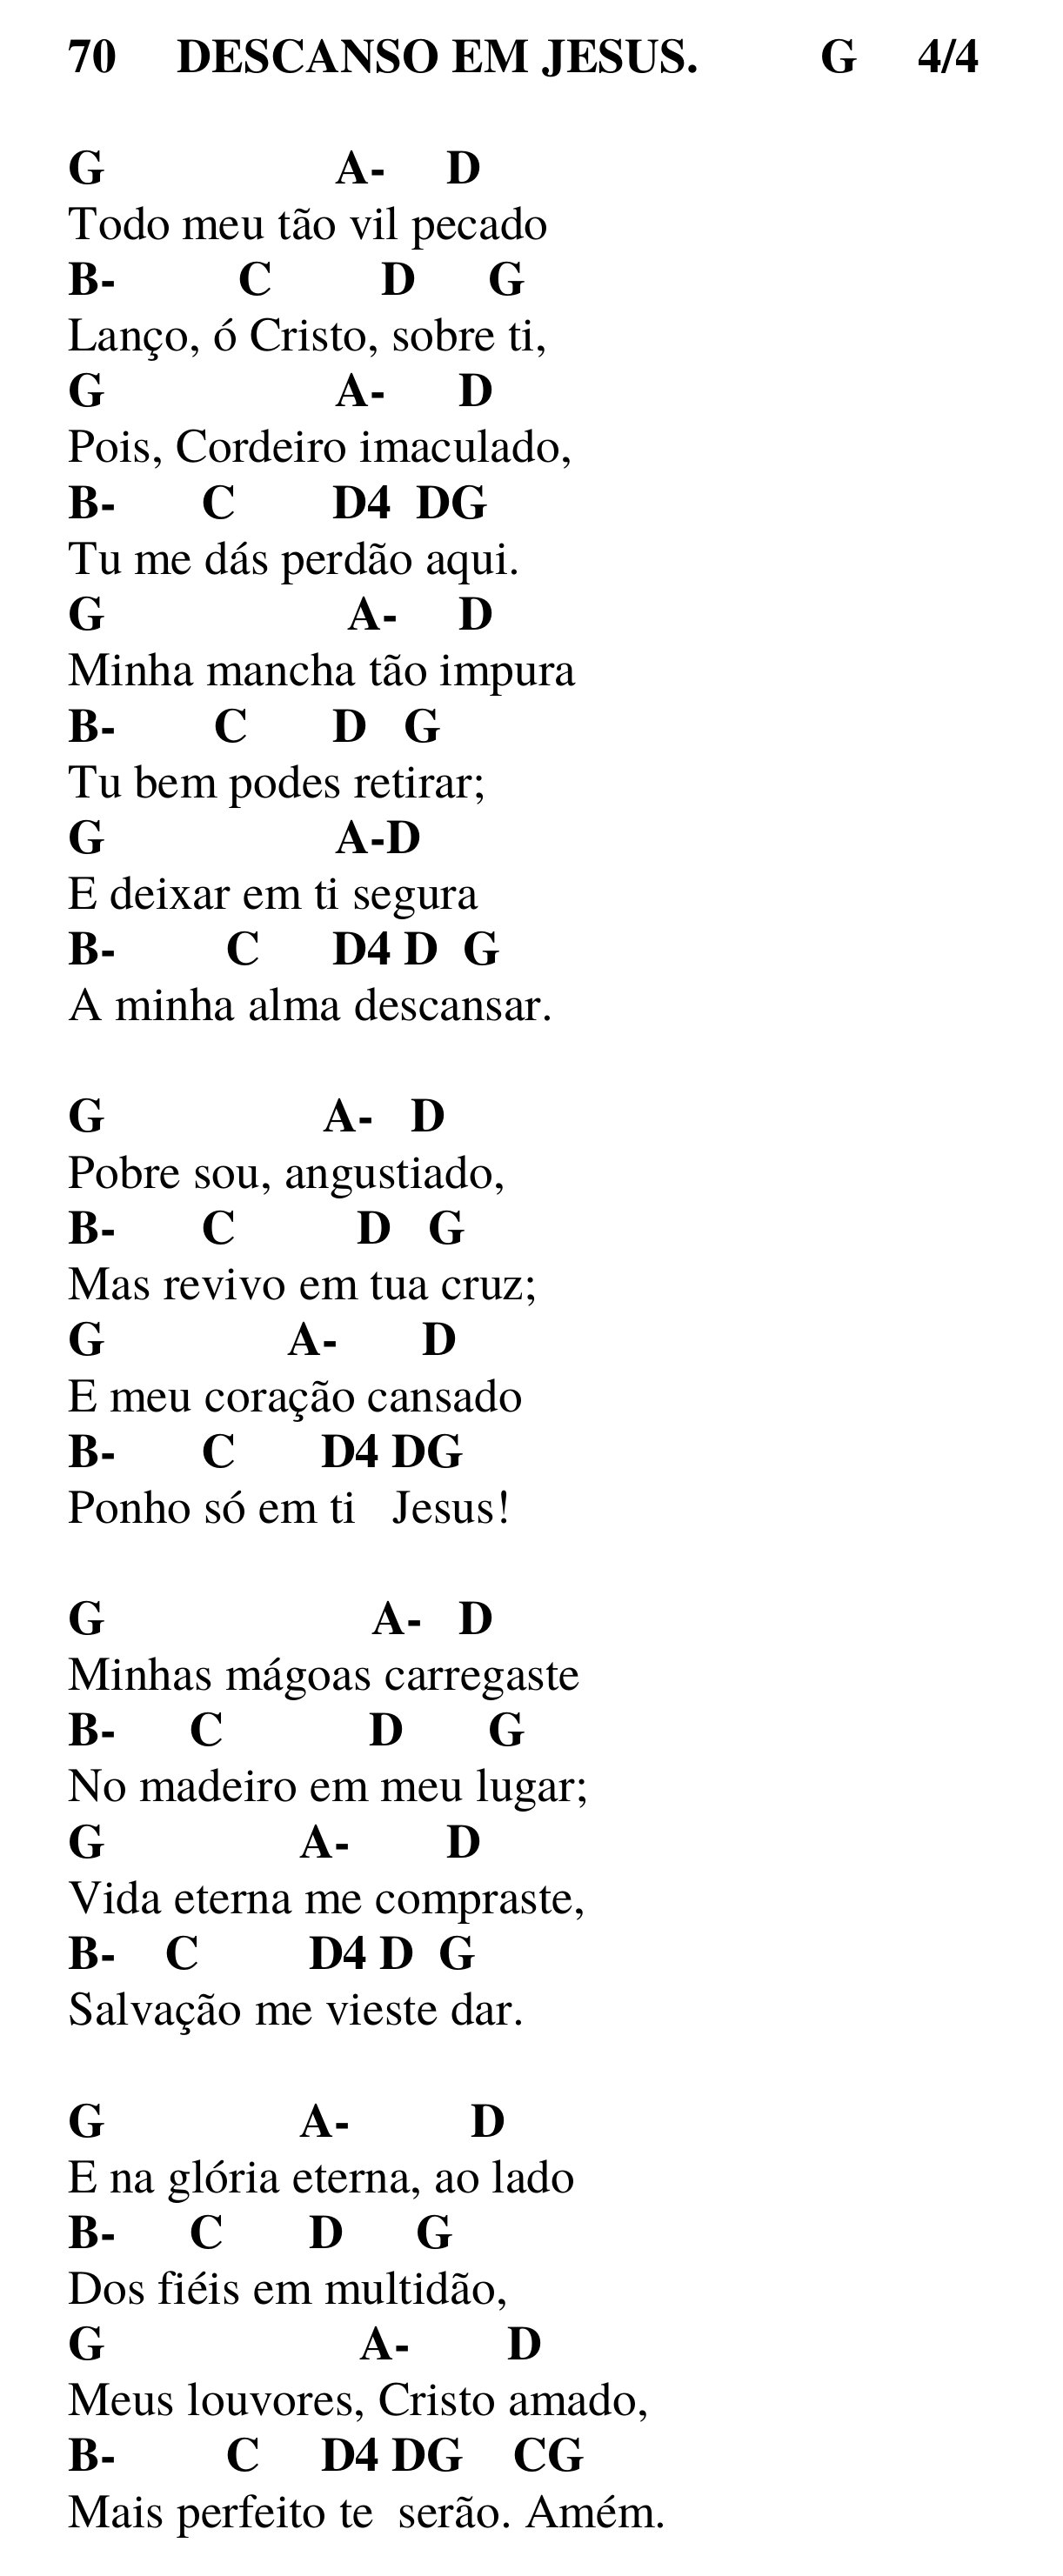 70 DESCANSO EM JESUS. G 4/4
G A- D
Todo meu tão vil pecado
B- C D G
Lanço, ó Cristo, sobre ti,
G A- D
Pois, Cordeiro imaculado,
B- C D4 DG
Tu me dás perdão aqui.
G A- D
Minha mancha tão impura
B- C D G
Tu bem podes retirar;
G A-D
E deixar em ti segura
B- C D4 D G
A minha alma descansar.
G A- D
Pobre sou, angustiado,
B- C D G
Mas revivo em tua cruz;
G A- D
E meu coração cansado
B- C D4 DG
Ponho só em ti Jesus!
G A- D
Minhas mágoas carregaste
B- C D G
No madeiro em meu lugar;
G A- D
Vida eterna me compraste,
B- C D4 D G
Salvação me vieste dar.
G A- D
E na glória eterna, ao lado
B- C D G
Dos fiéis em multidão,
G A- D
Meus louvores, Cristo amado,
B- C D4 DG CG
Mais perfeito te serão. Amém.